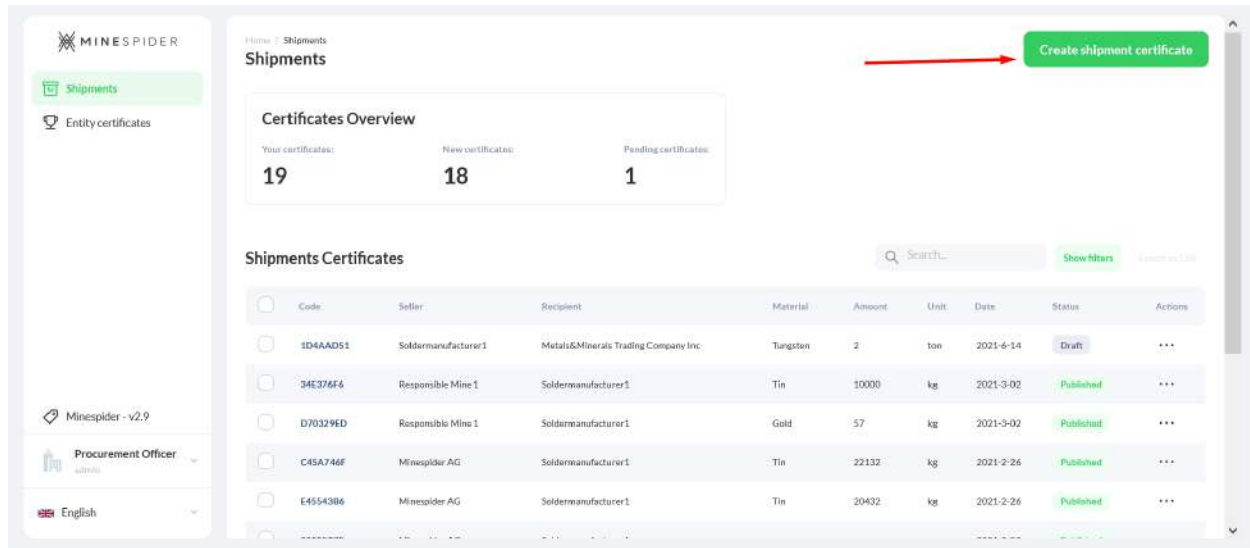 MINESPIDER
Shipments
Entity certificates
Minespider - v2.9
Procurement Officer
admin
English
Home / Shipments
Shipments
Create shipment certificate
Certificates Overview
Your certificates: New certificates: Pending certificates:
19 18 1
Shipments Certificates
Search...
Show filters
Code Seller Recipient Material Amount Unit Date Status Actions
1D4AAD51 Soldermanufacturer1 Metals&Minerals Trading Company Inc Tungsten 2 ton 2021-6-14 Draft ...
34E376F6 Responsible Mine 1 Soldermanufacturer1 Tin 10000 kg 2021-3-02 Published ...
D70329ED Responsible Mine 1 Soldermanufacturer1 Gold 57 kg 2021-3-02 Published ...
C45A746F Minespider AG Soldermanufacturer1 Tin 22132 kg 2021-2-26 Published ...
E45543B6 Minespider AG Soldermanufacturer1 Tin 20432 kg 2021-2-26 Published ...